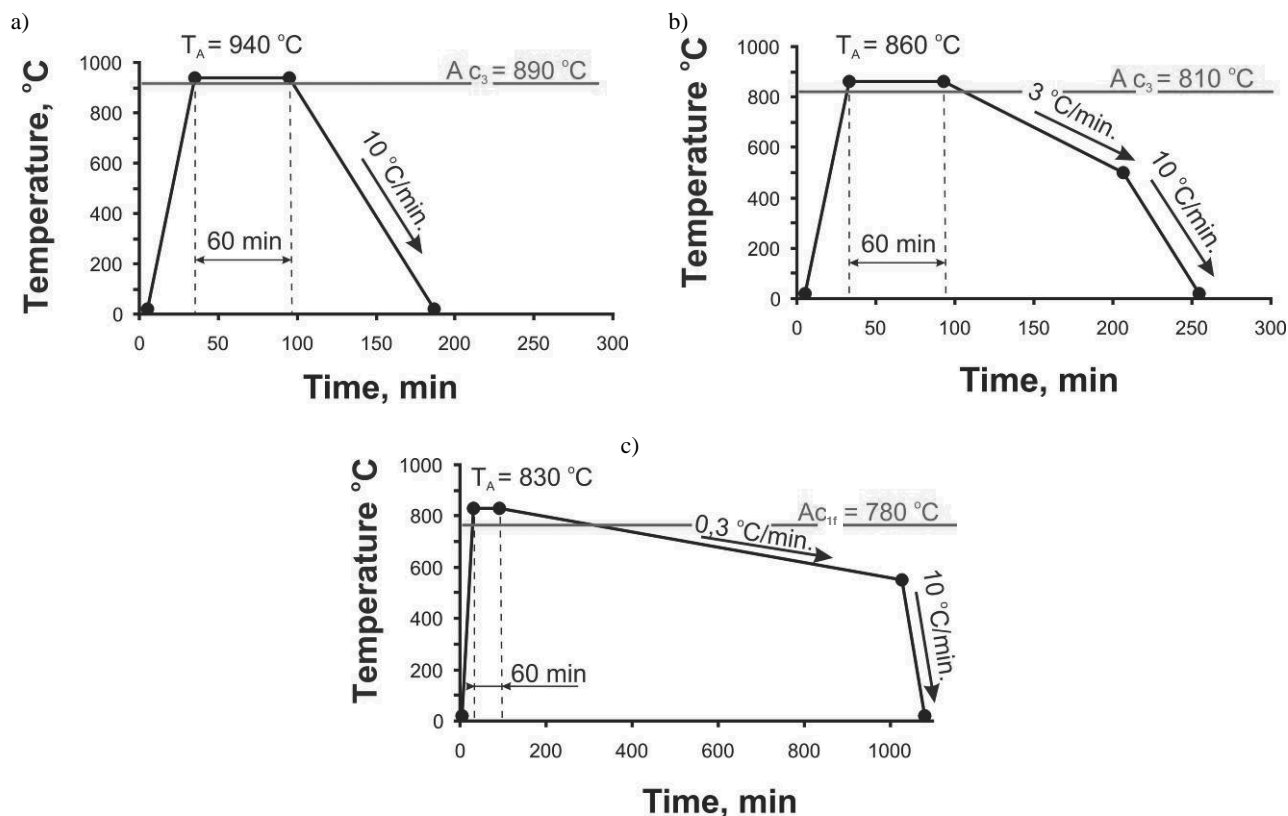 a)
T_A = 940 °C
A c₃ = 890 °C
Temperature, °C
1000
800
600
400
200
0
10 °C/min.
60 min
0 50 100 150 200 250 300
Time, min
b)
T_A = 860 °C
A c₃ = 810 °C
Temperature °C
1000
800
600
400
200
0
3 °C/min.
10 °C/min.
60 min
0 50 100 150 200 250 300
Time, min
c)
T_A = 830 °C
Ac₁f = 780 °C
Temperature °C
1000
800
600
400
200
0
0,3 °C/min.
10 °C/min.
60 min
0 200 400 600 800 1000
Time, min